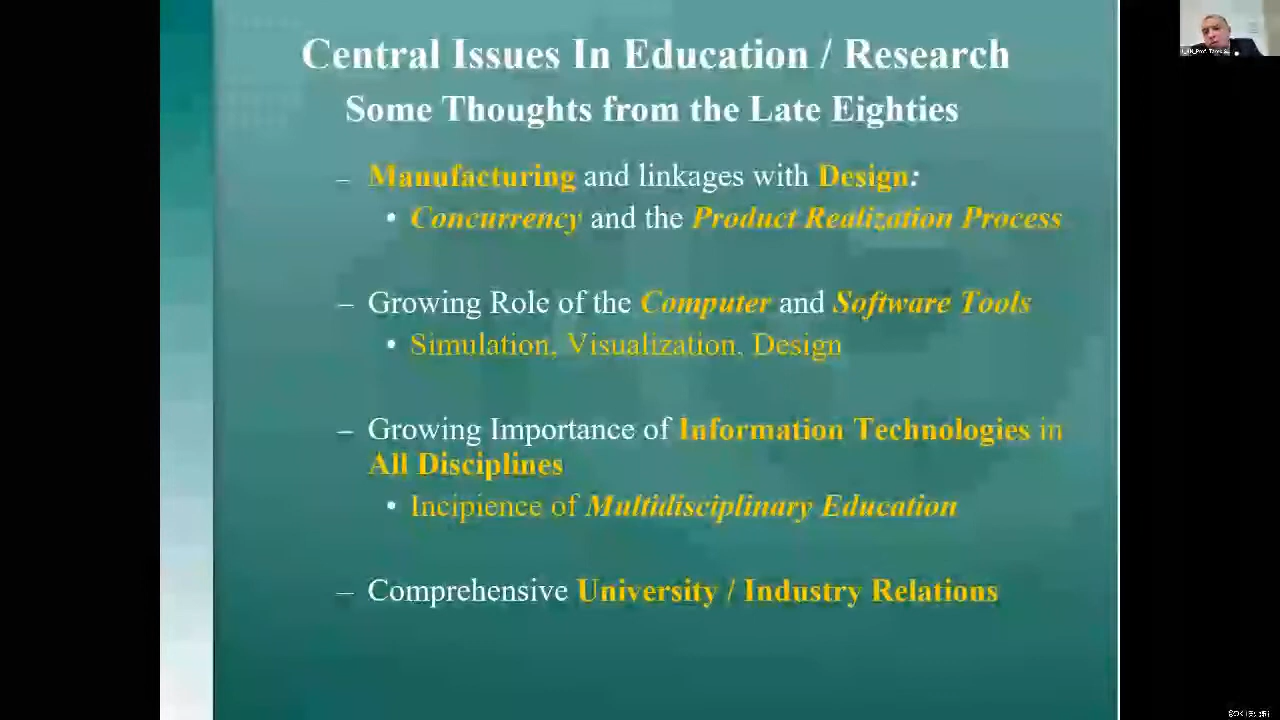 Central Issues In Education / Research
Some Thoughts from the Late Eighties
– Manufacturing and linkages with Design:
• Concurrency and the Product Realization Process
– Growing Role of the Computer and Software Tools
• Simulation, Visualization, Design
– Growing Importance of Information Technologies in
All Disciplines
• Incipience of Multidisciplinary Education
– Comprehensive University / Industry Relations